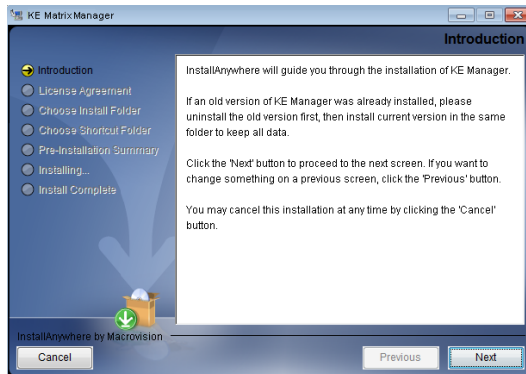 KE MatrixManager
Introduction
Introduction
License Agreement
Choose Install Folder
Choose Shortcut Folder
Pre-Installation Summary
Installing...
Install Complete
InstallAnywhere will guide you through the installation of KE Manager.
If an old version of KE Manager was already installed, please
uninstall the old version first, then install current version in the same
folder to keep all data.
Click the 'Next' button to proceed to the next screen. If you want to
change something on a previous screen, click the 'Previous' button.
You may cancel this installation at any time by clicking the 'Cancel'
button.
InstallAnywhere by Macrovision
Cancel
Previous
Next